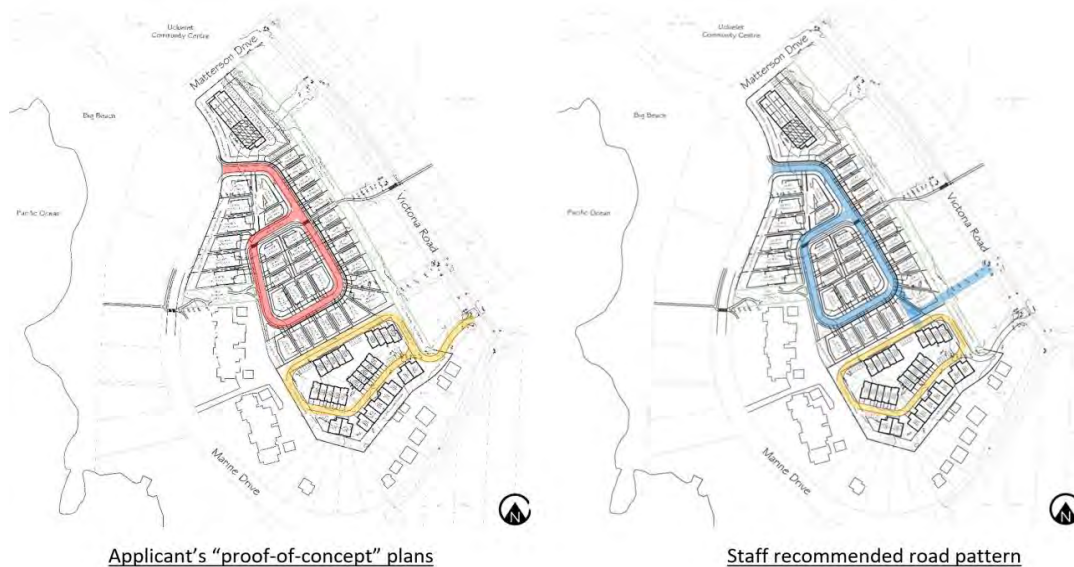 Ucluelet
Community Centre
Matterson Drive
Big Beach
Pacific Ocean
Victoria Road
Marine Drive
N
Applicant's "proof-of-concept" plans
Ucluelet
Community Centre
Matterson Drive
Big Beach
Pacific Ocean
Victoria Road
Marine Drive
N
Staff recommended road pattern